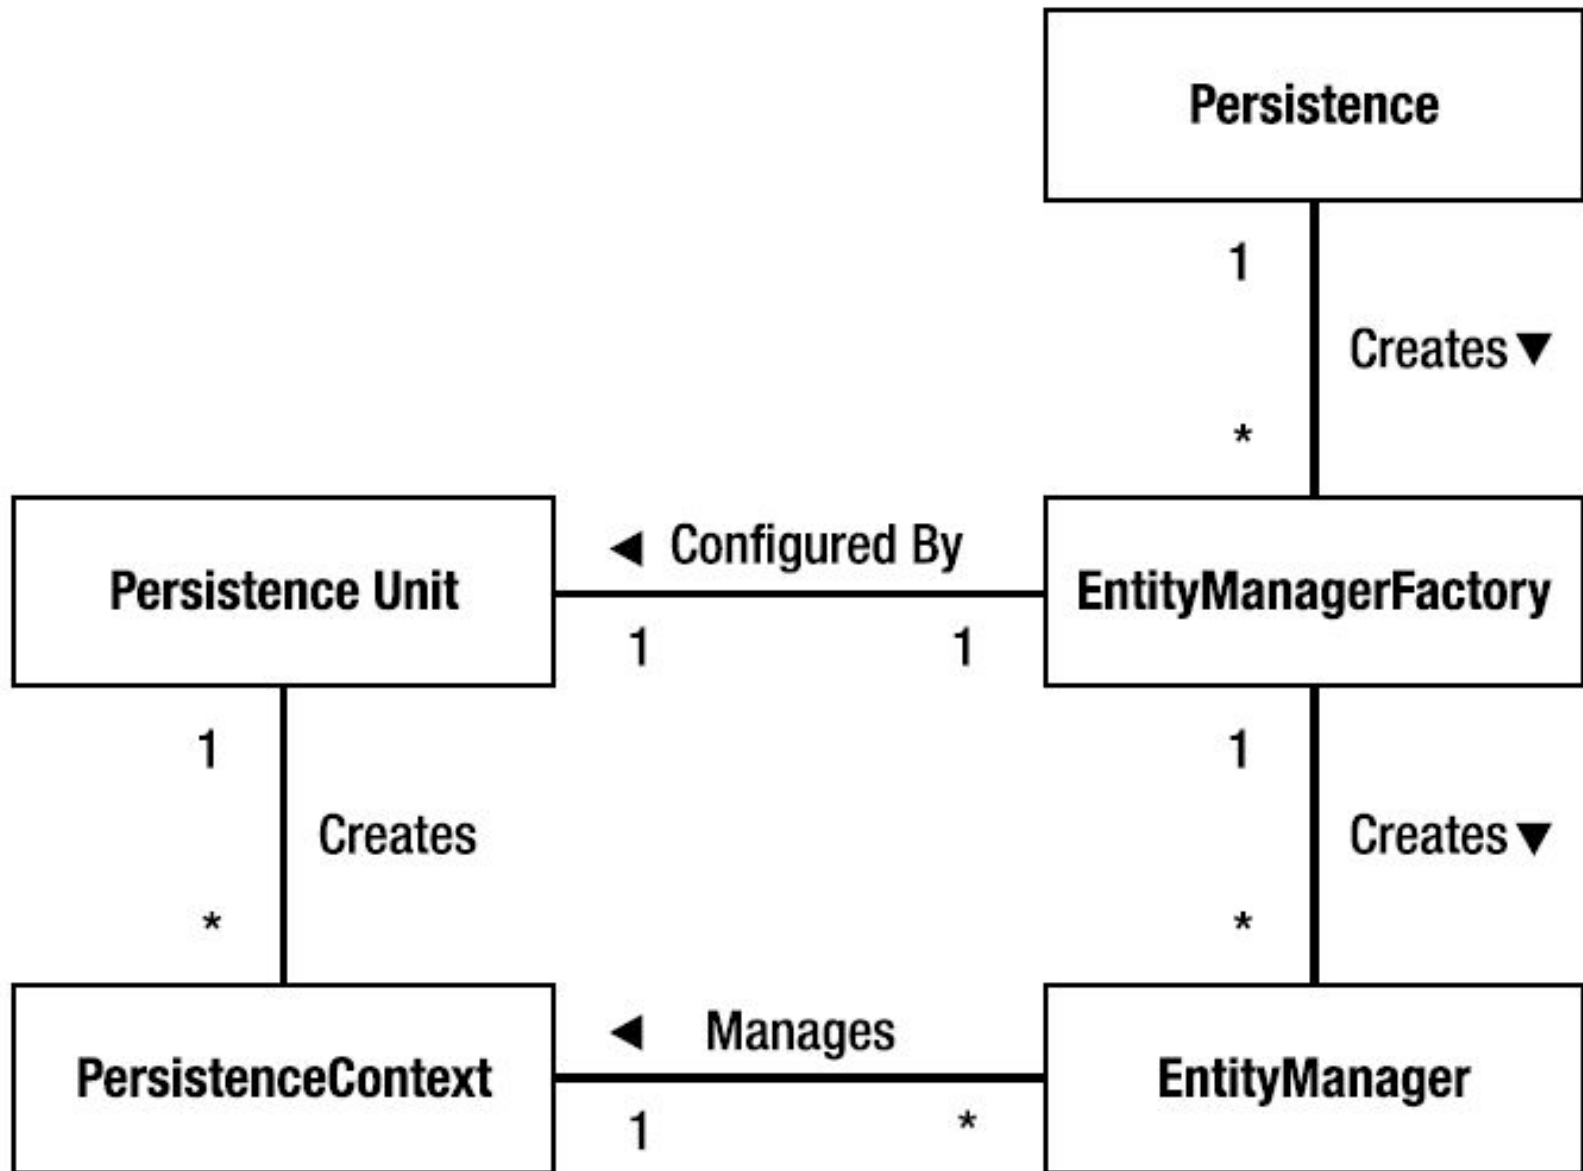 Persistence
1
Creates ▼
*
◄ Configured By
Persistence Unit
EntityManagerFactory
1 1
1 1
Creates Creates ▼
* *
◄ Manages
PersistenceContext
EntityManager
1 *